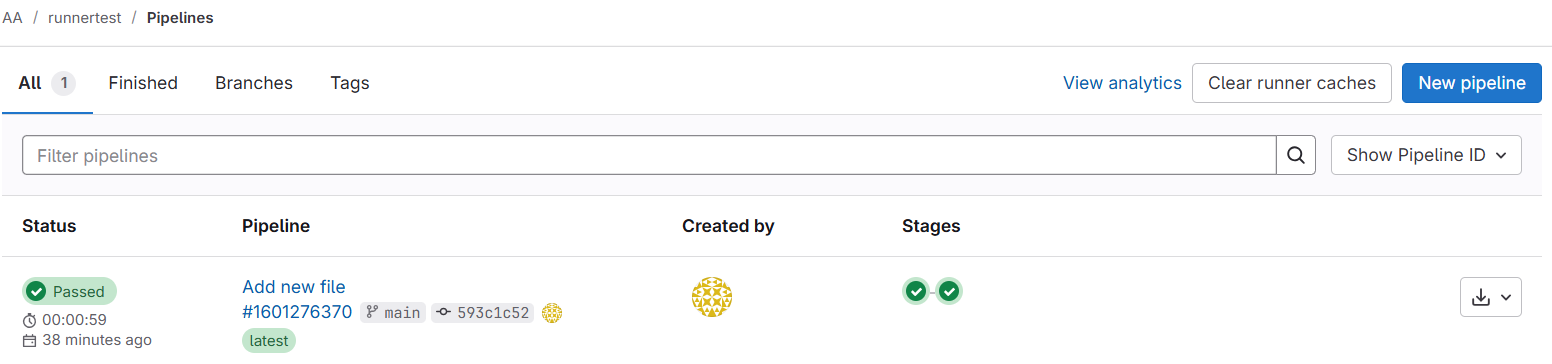 AA / runnertest / Pipelines
All 1 Finished Branches Tags View analytics Clear runner caches New pipeline
Filter pipelines Show Pipeline ID
Status Pipeline Created by Stages
Passed Add new file
00:00:59 #1601276370 main 593c1c52
38 minutes ago latest